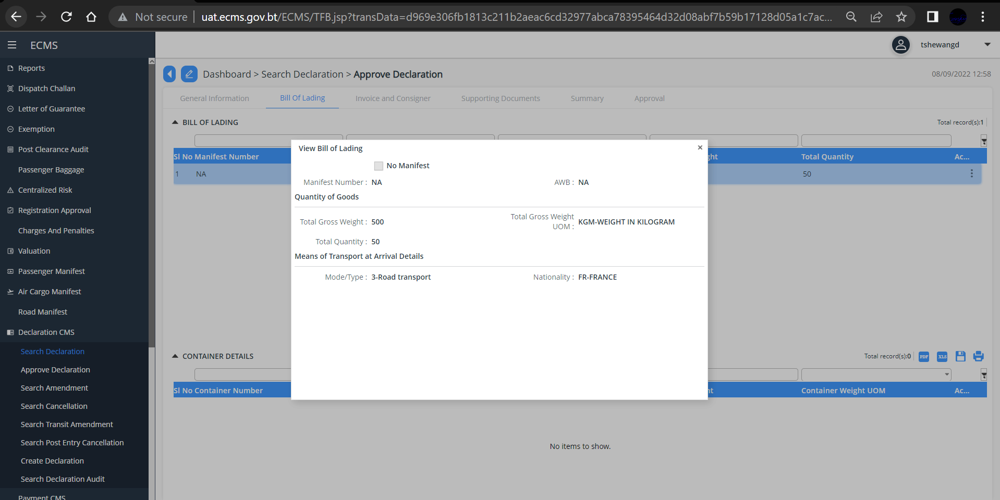 Not secure uat.ecms.gov.bt/ECMS/TFB.jsp?transData=d969e306fb1813c211b2aeac6cd32977abca78395464d32d08abf7b59b17128d05a1c7ac...
ECMS
tshewangd
Reports
Dispatch Challan
Letter of Guarantee
Exemption
Post Clearance Audit
Passenger Baggage
Centralized Risk
Registration Approval
Charges And Penalties
Valuation
Passenger Manifest
Air Cargo Manifest
Road Manifest
Declaration CMS
Search Declaration
Approve Declaration
Search Amendment
Search Cancellation
Search Transit Amendment
Search Post Entry Cancellation
Create Declaration
Search Declaration Audit
Payment CMS
Dashboard > Search Declaration > Approve Declaration
08/09/2022 12:58
General Information Bill Of Lading Invoice and Consigner Supporting Documents Summary Approval
BILL OF LADING Total record(s):1
Sl No Manifest Number ght Total Quantity Ac...
1 NA 50
View Bill of Lading ×
No Manifest
Manifest Number : NA AWB : NA
Quantity of Goods
Total Gross Weight : 500 Total Gross Weight
UOM : KGM-WEIGHT IN KILOGRAM
Total Quantity : 50
Means of Transport at Arrival Details
Mode/Type : 3-Road transport Nationality : FR-FRANCE
CONTAINER DETAILS Total record(s):0 PDF XLS
Sl No Container Number ht Container Weight UOM Ac...
No items to show.